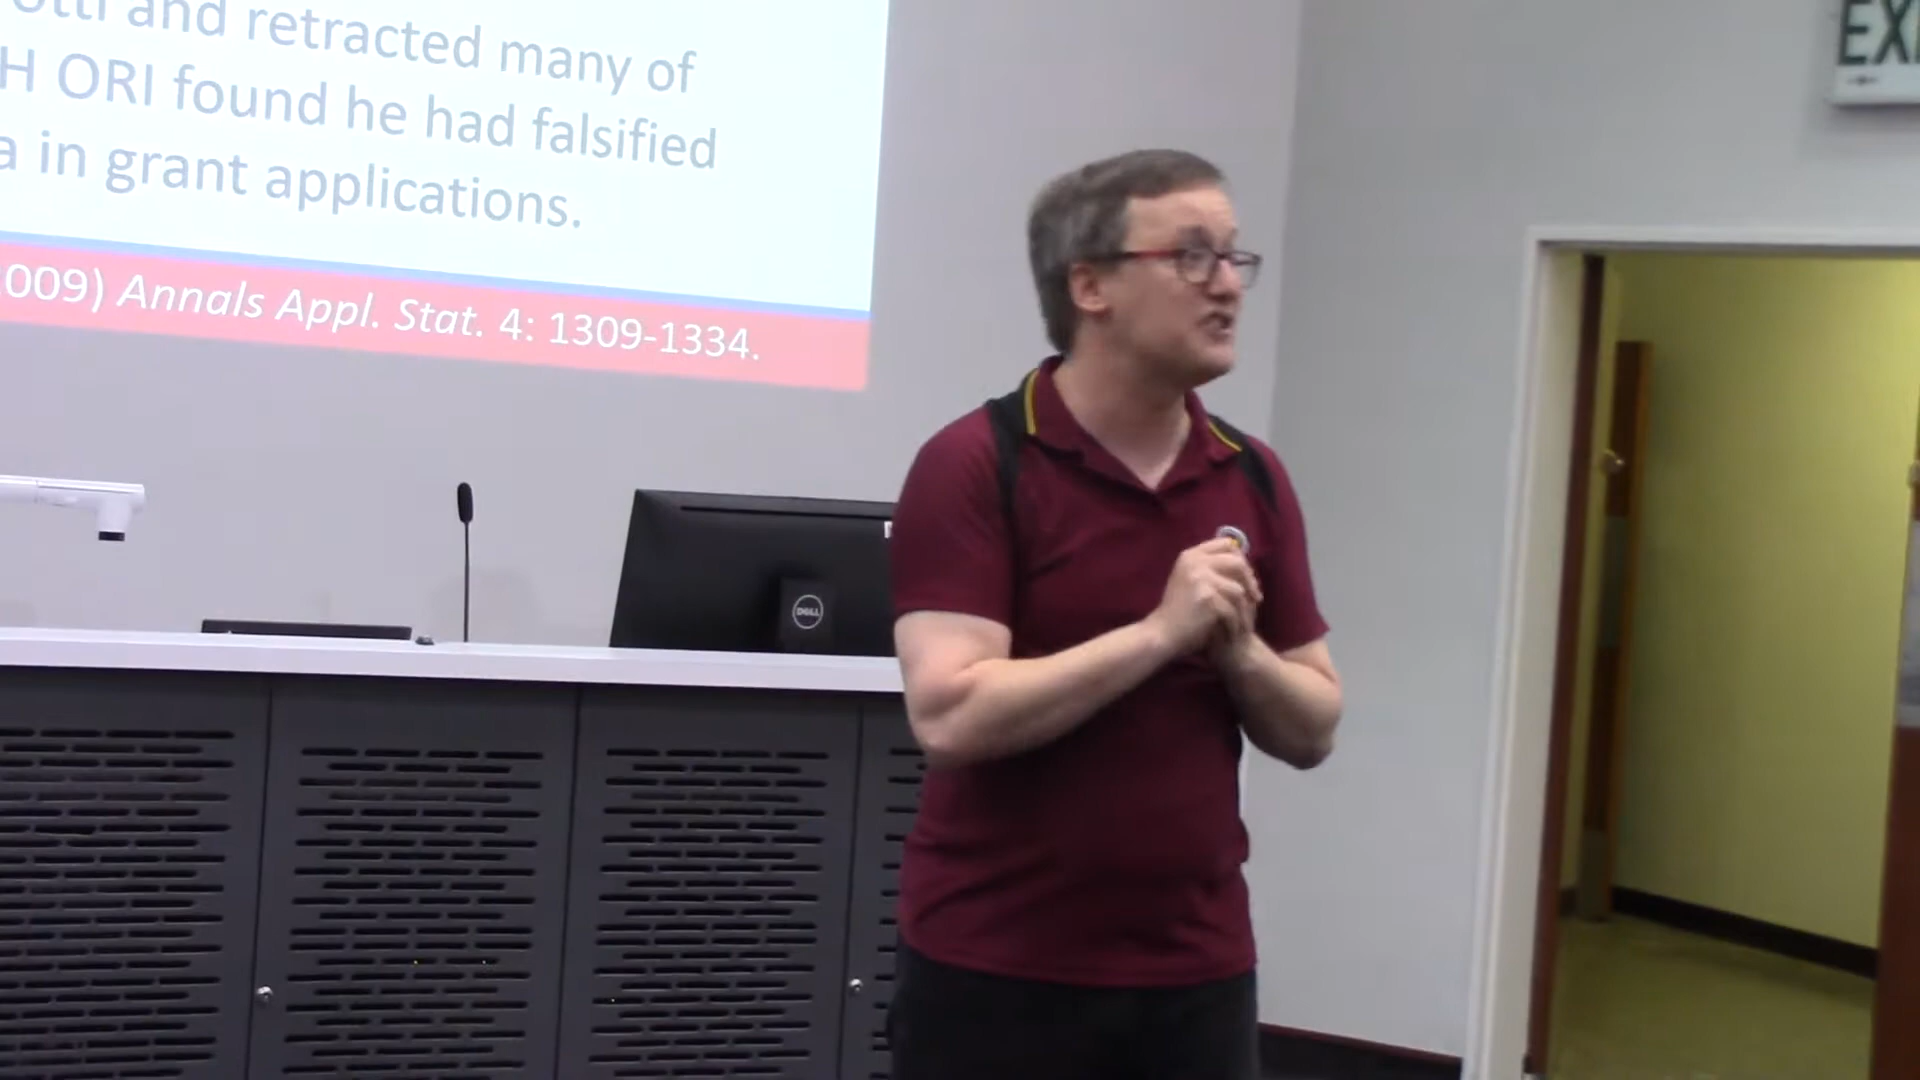 and retracted many of
H ORI found he had falsified
a in grant applications.
009) Annals Appl. Stat. 4: 1309-1334.
EX
DELL